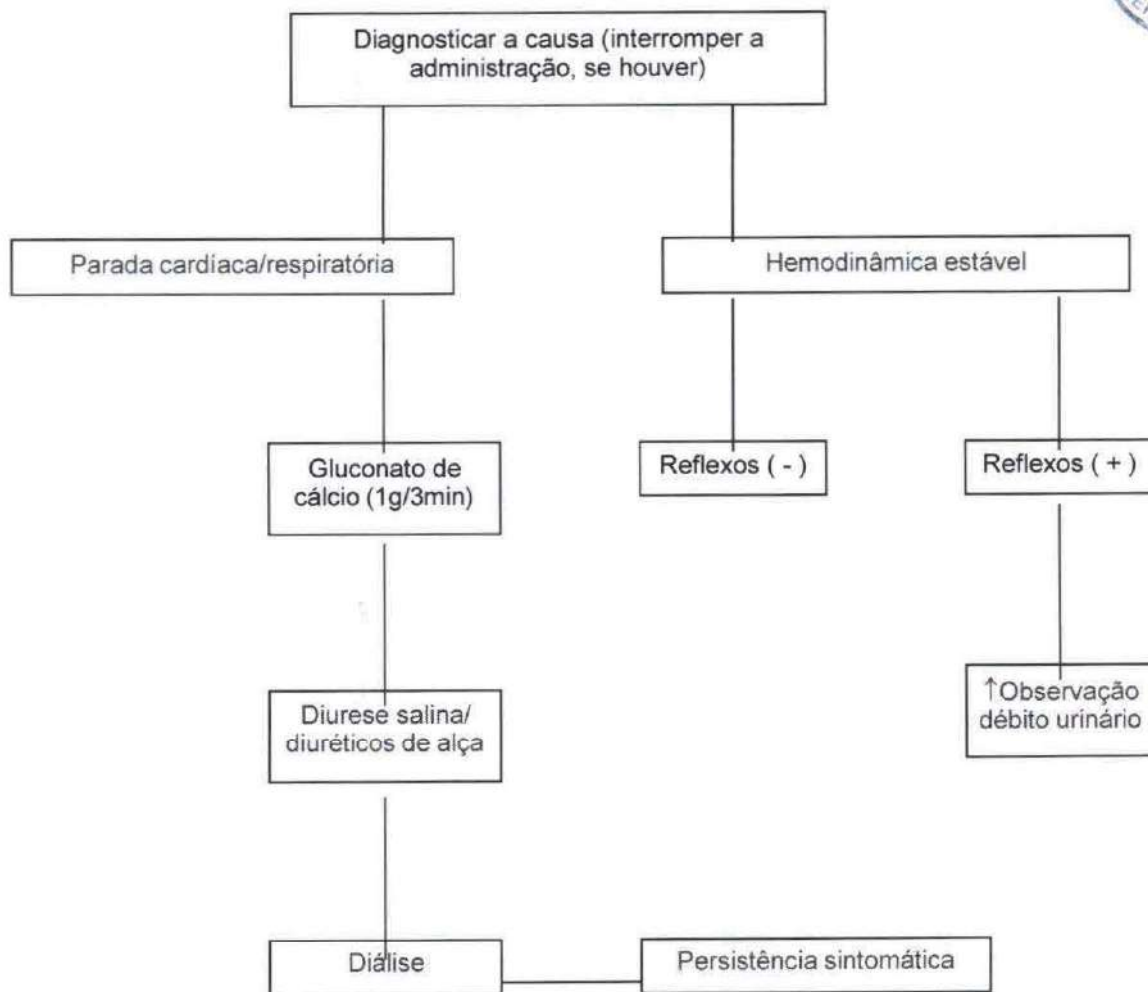 Diagnosticar a causa (interromper a
administração, se houver)
Parada cardíaca/respiratória
Hemodinâmica estável
Gluconato de
cálcio (1g/3min)
Reflexos ( - )
Reflexos ( + )
Diurese salina/
diuréticos de alça
↑Observação
débito urinário
Diálise
Persistência sintomática